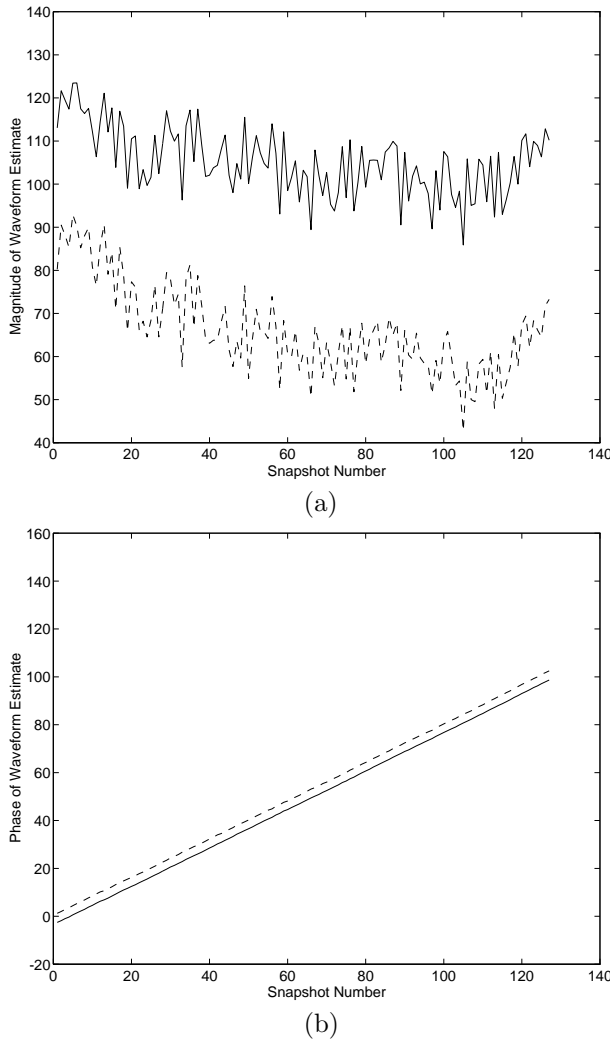 140
130
120
110
100
90
80
70
60
50
40
Magnitude of Waveform Estimate
0 20 40 60 80 100 120 140
Snapshot Number
(a)
160
140
120
100
80
60
40
20
0
-20
Phase of Waveform Estimate
0 20 40 60 80 100 120 140
Snapshot Number
(b)